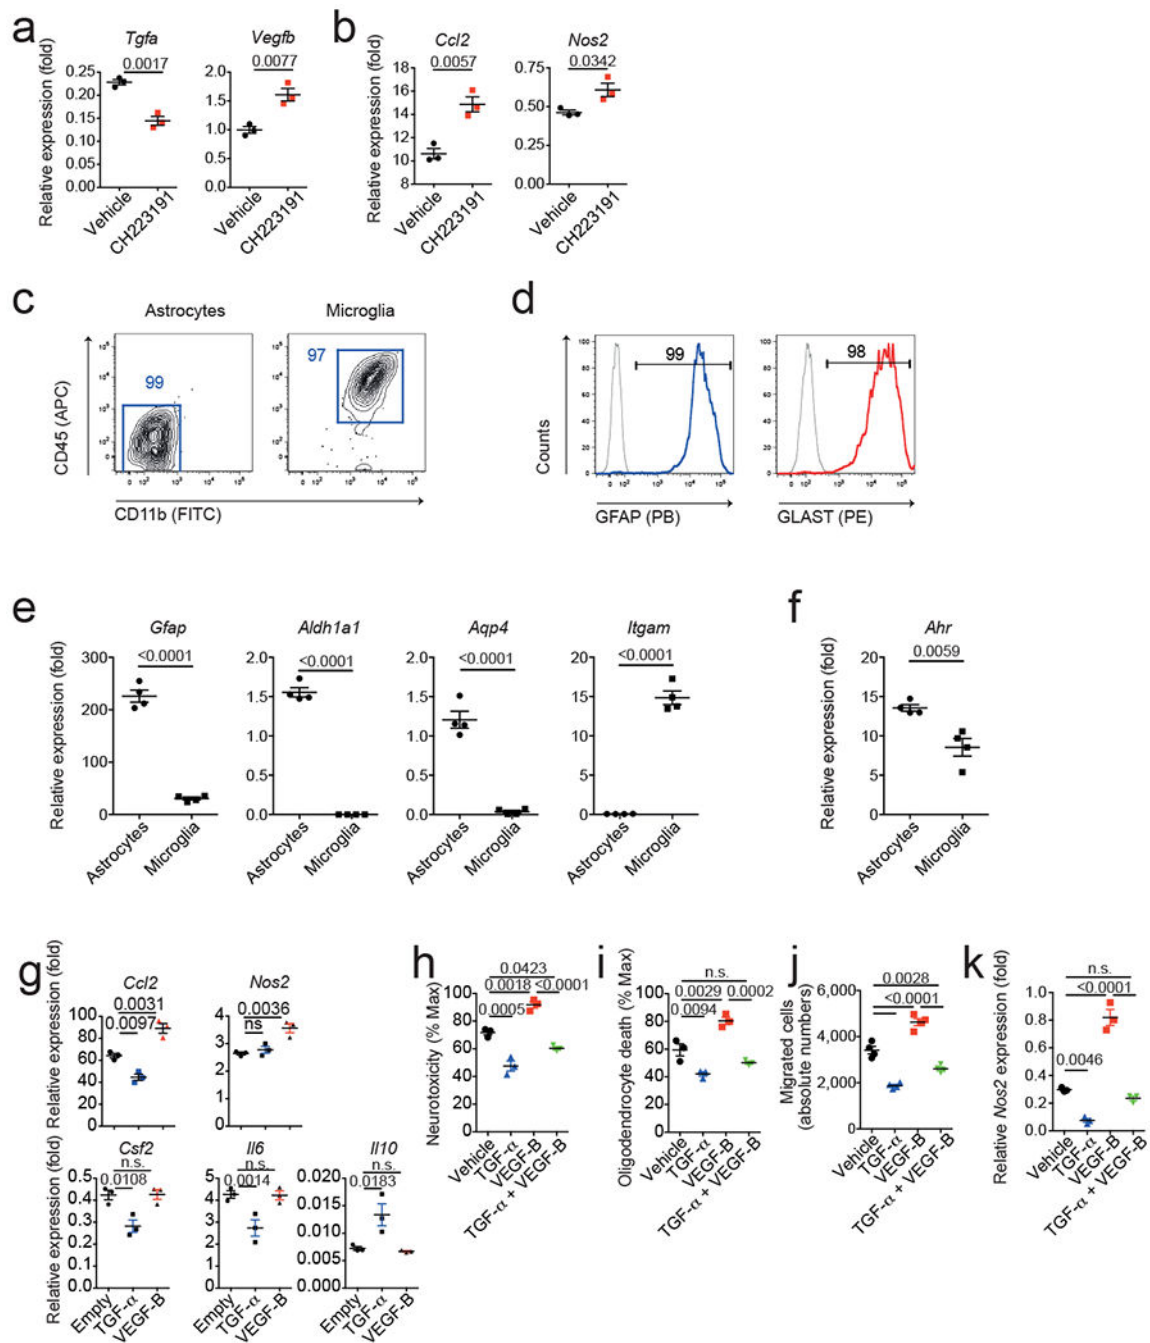 a
b
Tgfa
Vegfb
Ccl2
Nos2
0.0017
0.0077
0.0057
0.0342
Relative expression (fold)
0.25
0.20
0.15
0.10
0.05
0.00
2.0
1.5
1.0
0.5
0.0
Relative expression (fold)
18
16
14
12
10
8
0.75
0.50
0.25
0.00
Vehicle
CH223191
Vehicle
CH223191
Vehicle
CH223191
Vehicle
CH223191
c
d
Astrocytes
Microglia
99
97
99
98
CD45 (APC)
CD11b (FITC)
Counts
100
80
60
40
20
0
100
80
60
40
20
0
GFAP (PB)
GLAST (PE)
e
f
Gfap
Aldh1a1
Aqp4
Itgam
Ahr
<0.0001
<0.0001
<0.0001
<0.0001
0.0059
Relative expression (fold)
300
200
100
0
2.0
1.5
1.0
0.5
0.0
2.0
1.5
1.0
0.5
0.0
20
15
10
5
0
Relative expression (fold)
20
15
10
5
0
Astrocytes
Microglia
Astrocytes
Microglia
Astrocytes
Microglia
Astrocytes
Microglia
Astrocytes
Microglia
g
Ccl2
Nos2
0.0031
0.0097
0.0036
ns
Relative expression (fold)
100
80
60
40
20
0
5
4
3
2
1
0
Csf2
Il6
Il10
n.s.
0.0108
n.s.
0.0014
n.s.
0.0183
Relative expression (fold)
0.5
0.4
0.3
0.2
0.1
0.0
5
4
3
2
1
0
0.020
0.015
0.010
0.005
0.000
Empty
TGF-α
VEGF-B
Empty
TGF-α
VEGF-B
Empty
TGF-α
VEGF-B
h
0.0423
0.0018
<0.0001
0.0005
Neurotoxicity (% Max)
100
80
60
40
20
0
Vehicle
TGF-α
VEGF-B
TGF-α + VEGF-B
i
n.s.
0.0029
0.0002
0.0094
Oligodendrocyte death (% Max)
100
80
60
40
20
0
Vehicle
TGF-α
VEGF-B
TGF-α + VEGF-B
j
0.0028
<0.0001
Migrated cells
(absolute numbers)
6,000
4,000
2,000
0
Vehicle
TGF-α
VEGF-B
TGF-α + VEGF-B
k
n.s.
<0.0001
0.0046
Relative Nos2 expression (fold)
1.0
0.8
0.6
0.4
0.2
0.0
Vehicle
TGF-α
VEGF-B
TGF-α + VEGF-B